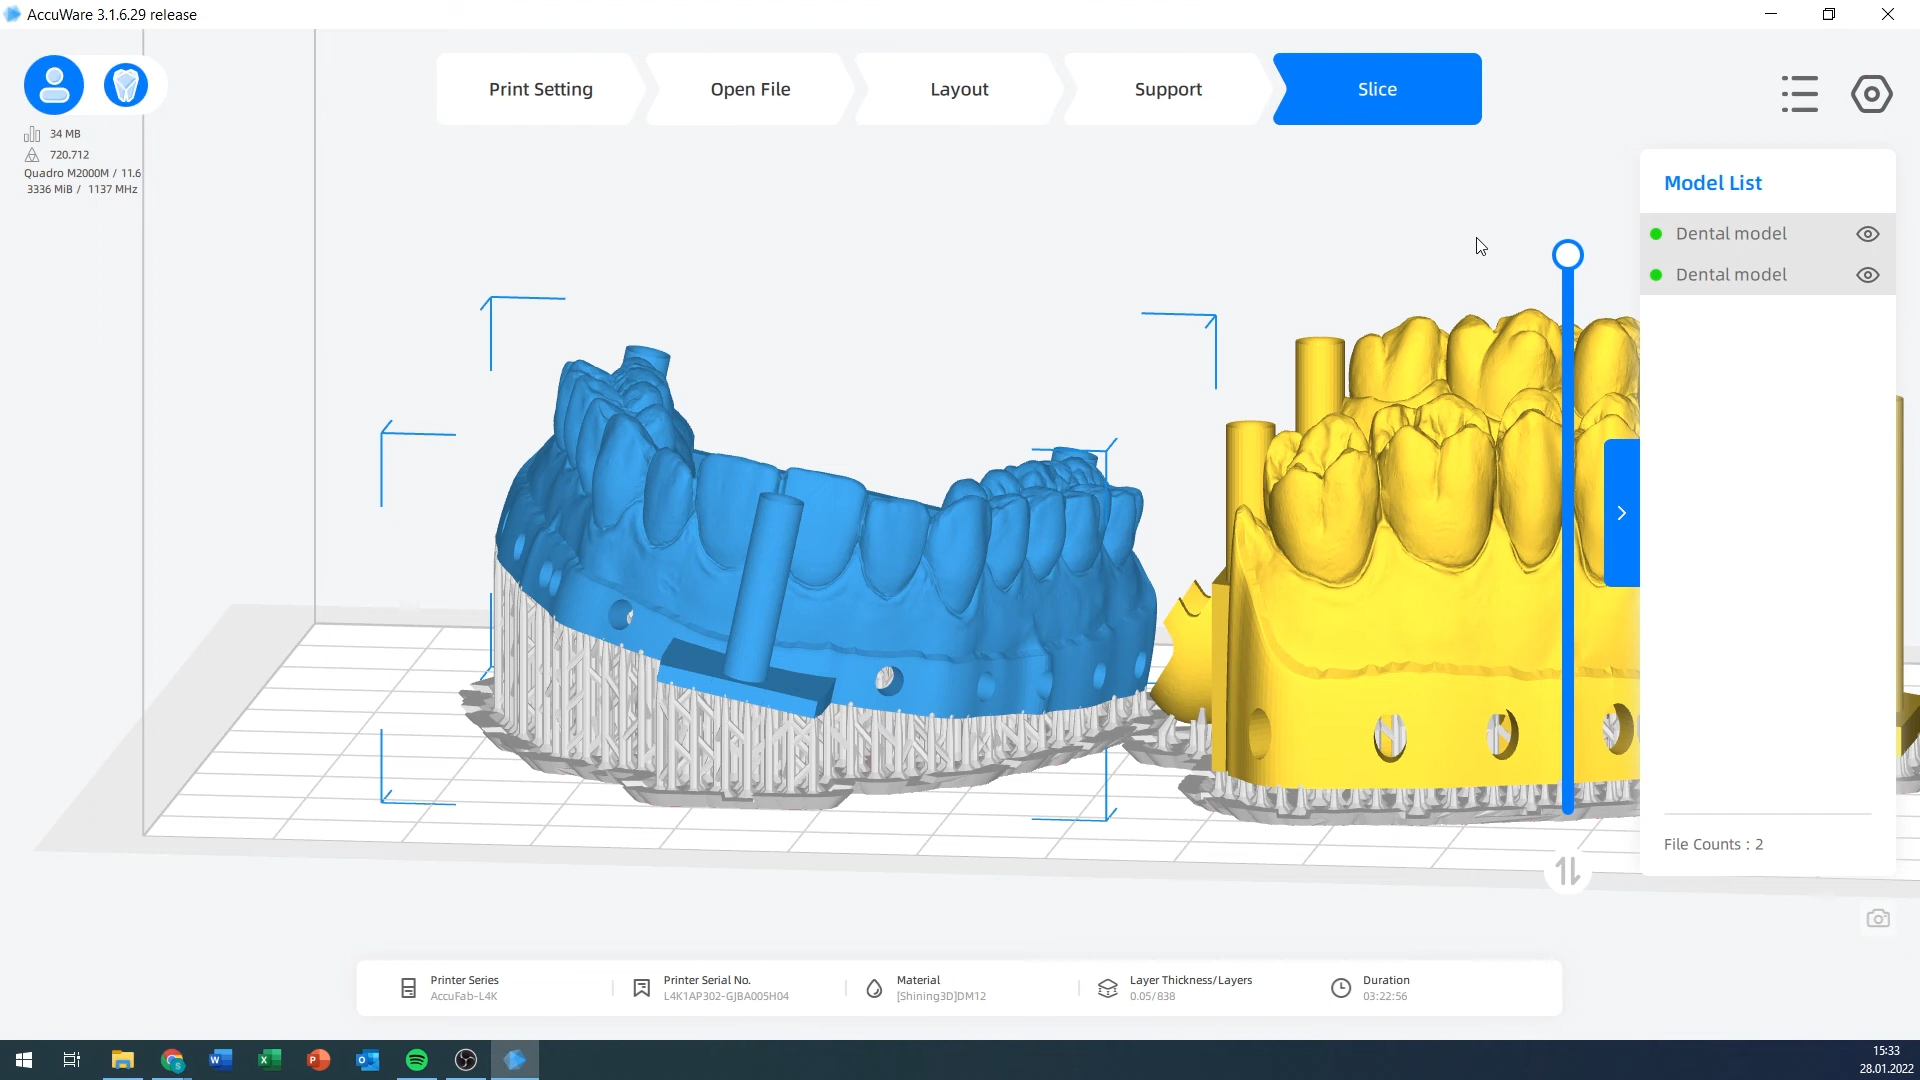 AccuWare 3.1.6.29 release
Print Setting
Open File
Layout
Support
Slice
34 MB
720.712
Quadro M2000M / 11.6
3336 MiB / 1137 MHz
Model List
Dental model
Dental model
File Counts : 2
Printer Series
AccuFab-L4K
Printer Serial No.
L4K1AP302-GJBA005H04
Material
[Shining3D]DM12
Layer Thickness/Layers
0.05/838
Duration
03:22:56
15:33
28.01.2022